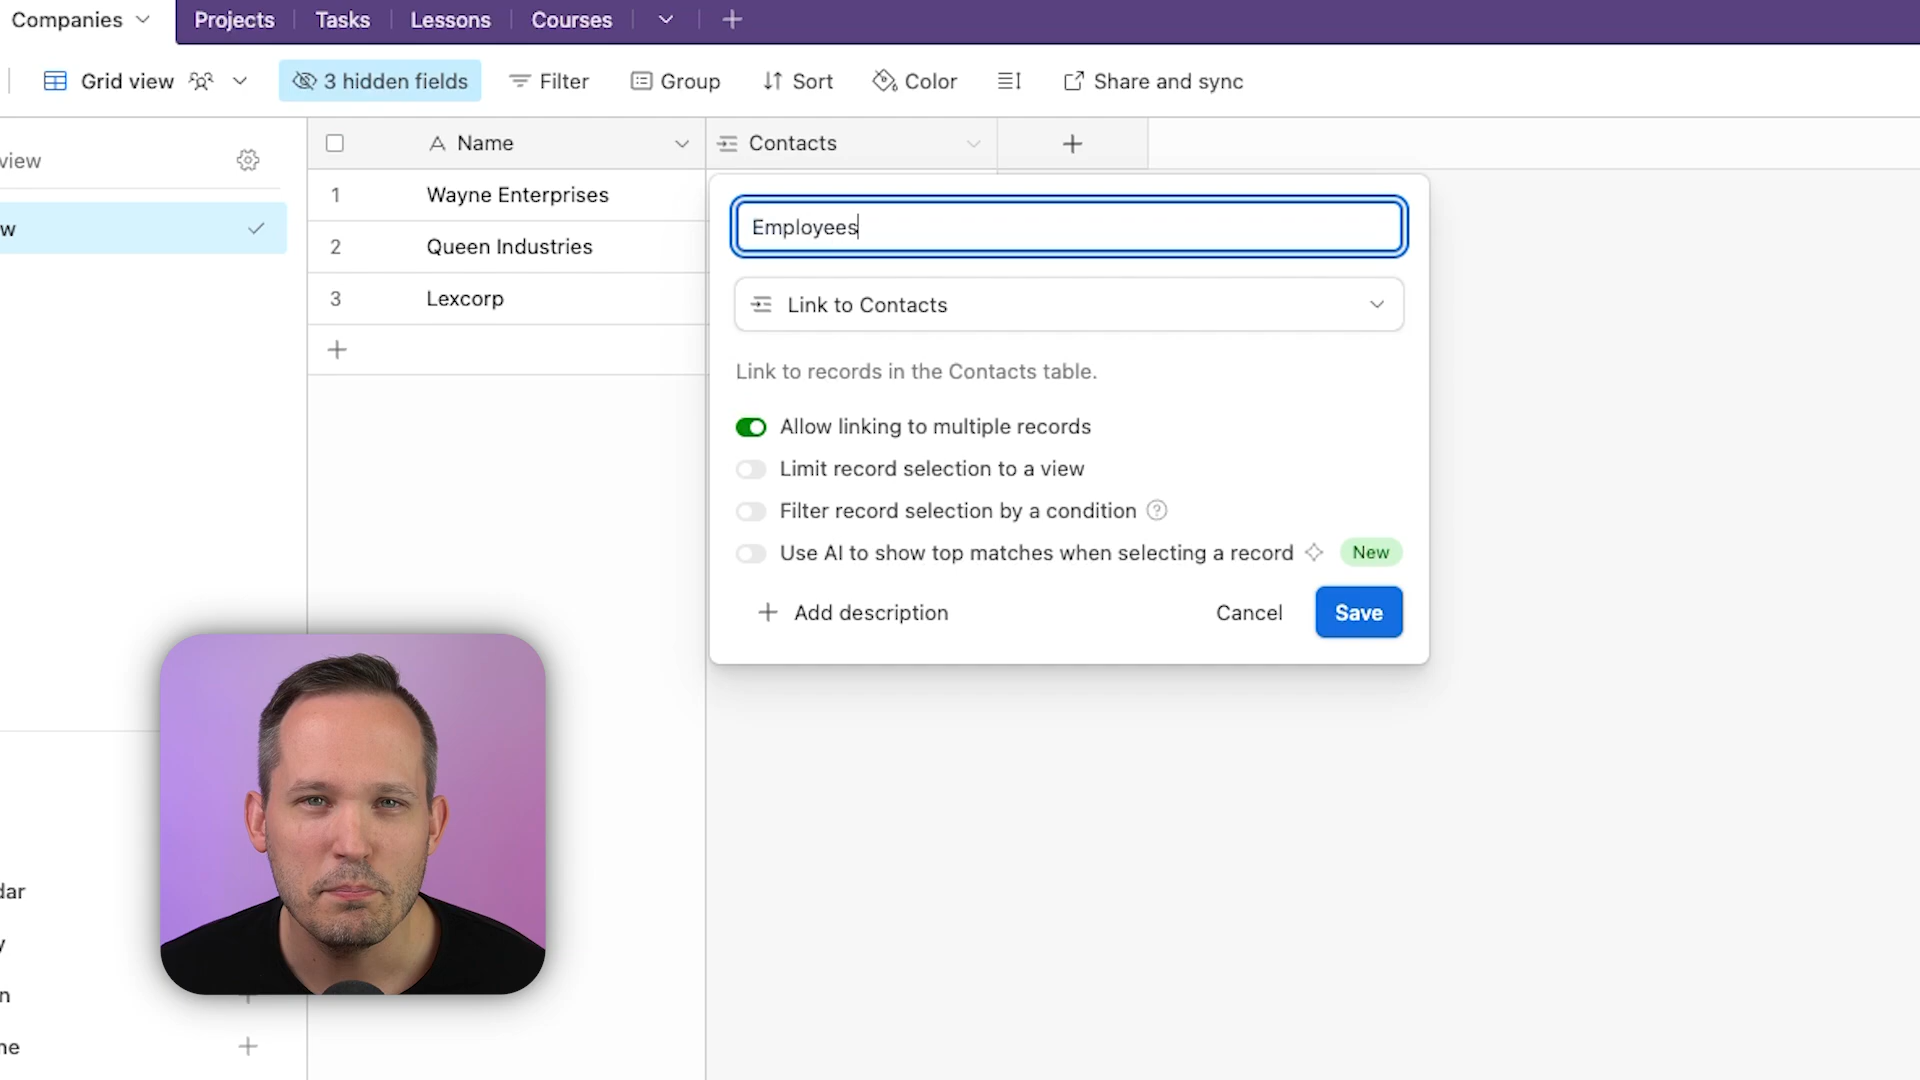 Companies Projects Tasks Lessons Courses
Grid view 3 hidden fields Filter Group Sort Color Share and sync
view
Name Contacts
1 Wayne Enterprises
2 Queen Industries
3 Lexcorp
w
Employees
Link to Contacts
Link to records in the Contacts table.
Allow linking to multiple records
Limit record selection to a view
Filter record selection by a condition
Use AI to show top matches when selecting a record New
Add description Cancel Save
dar
y
n
me